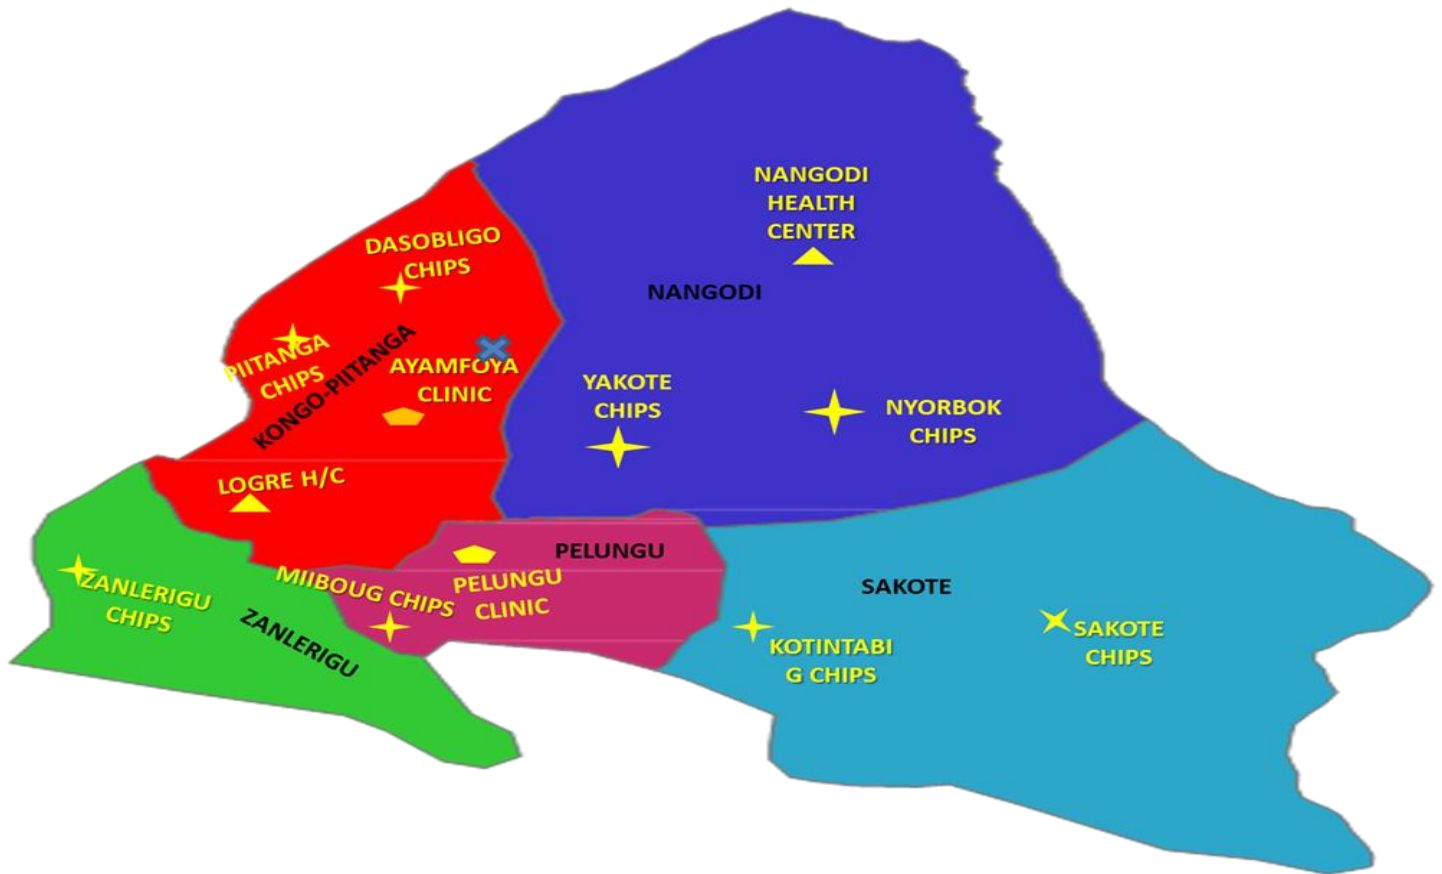 NANGODI
HEALTH
CENTER
DASOBLIGO
CHIPS
NANGODI
PIITANGA
CHIPS
KONGO-PIITANGA
AYAMFOYA
CLINIC
YAKOTE
CHIPS
NYORBOK
CHIPS
LOGRE H/C
PELUNGU
MIIBOUG CHIPS
PELUNGU
CLINIC
SAKOTE
ZANLERIGU
CHIPS
ZANLERIGU
KOTINTABI
G CHIPS
SAKOTE
CHIPS